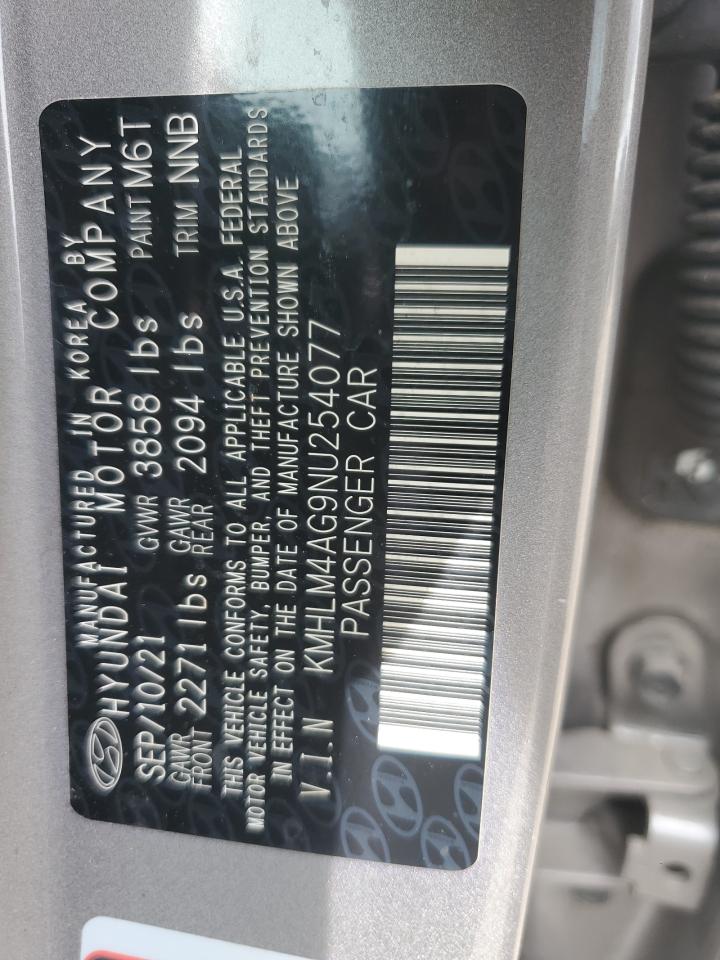 MANUFACTURED IN KOREA BY
HYUNDAI MOTOR COMPANY
SEP/10/21 GVWR 3858 lbs PAINT M6T
GAWR FRONT 2271 lbs GAWR REAR 2094 lbs TRIM NNB
THIS VEHICLE CONFORMS TO ALL APPLICABLE U.S.A. FEDERAL
MOTOR VEHICLE SAFETY, BUMPER, AND THEFT PREVENTION STANDARDS
IN EFFECT ON THE DATE OF MANUFACTURE SHOWN ABOVE
V.I.N KMHLM4AG9NU254077
PASSENGER CAR